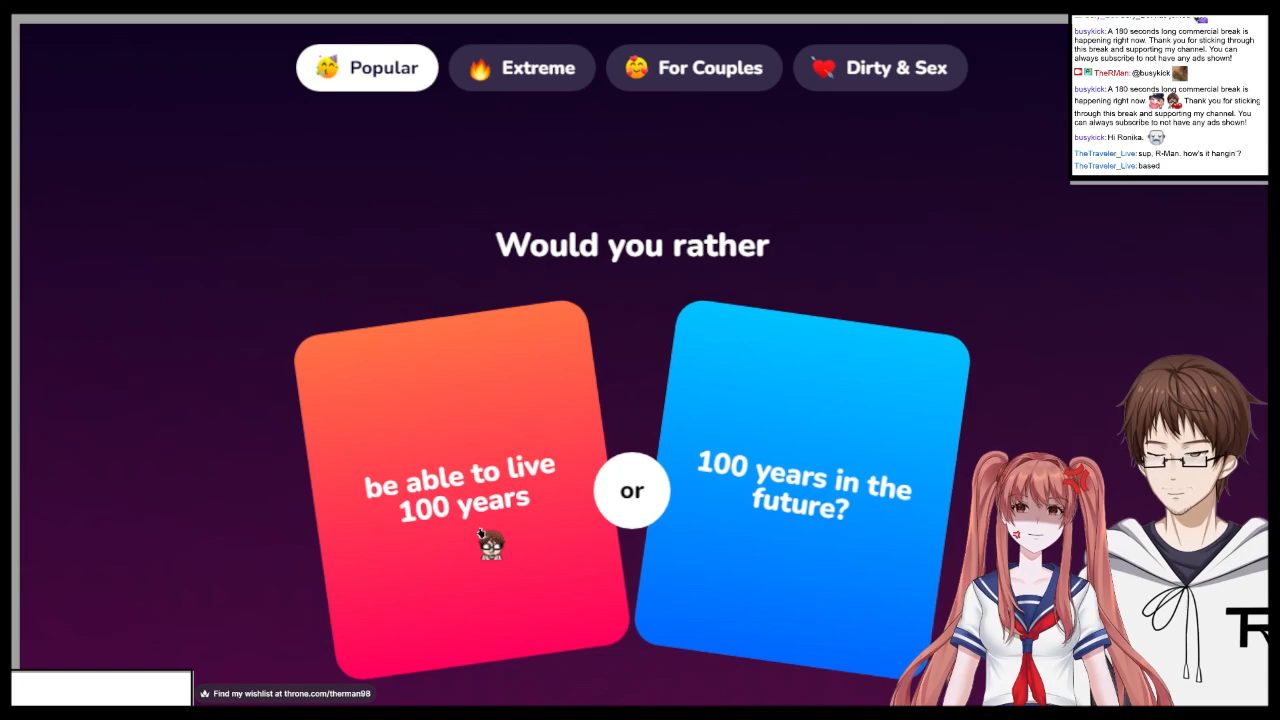 Popular
Extreme
For Couples
Dirty & Sex
Would you rather
be able to live
100 years
or
100 years in the
future?
busykick: A 180 seconds long commercial break is
happening right now. Thank you for sticking through
this break and supporting my channel. You can
always subscribe to not have any ads shown!
TheRMan: @busykick
busykick: A 180 seconds long commercial break is
happening right now. Thank you for sticking
through this break and supporting my channel. You
can always subscribe to not have any ads shown!
busykick: Hi Ronika.
TheTraveler_Live: sup, R-Man. how's it hangin'?
TheTraveler_Live: based
Find my wishlist at throne.com/therman98